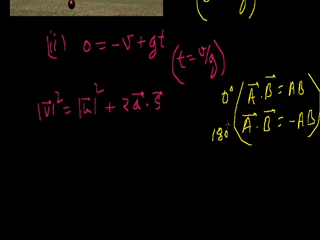 (ii) 0 = -v + gt
(t = v/g)
|v⃗|² = |u⃗|² + 2a⃗ . s⃗
0° A⃗ . B⃗ = AB
180° A⃗ . B⃗ = -AB